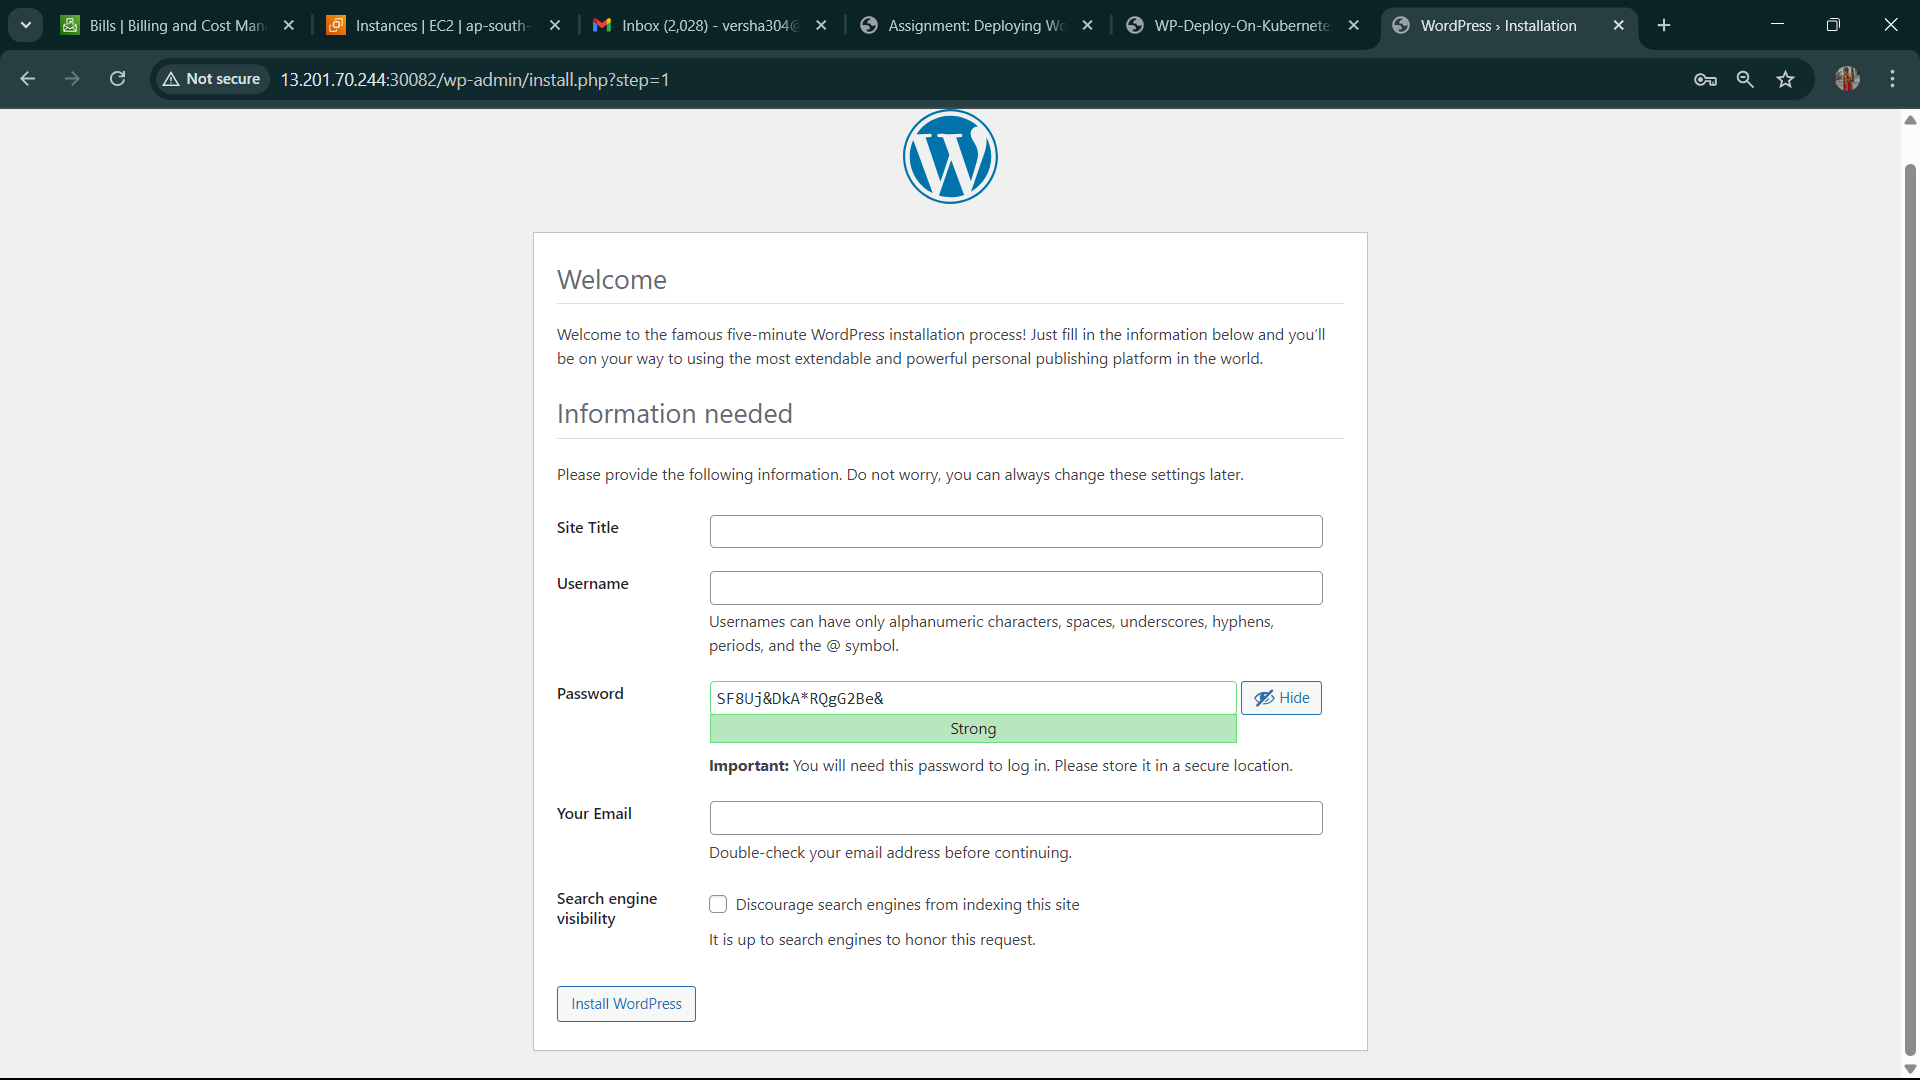 Bills | Billing and Cost Man
Instances | EC2 | ap-south-
Inbox (2,028) - versha304@
Assignment: Deploying Wo
WP-Deploy-On-Kubernete
WordPress › Installation
Not secure
13.201.70.244:30082/wp-admin/install.php?step=1
Welcome
Welcome to the famous five-minute WordPress installation process! Just fill in the information below and you’ll
be on your way to using the most extendable and powerful personal publishing platform in the world.
Information needed
Please provide the following information. Do not worry, you can always change these settings later.
Site Title
Username
Usernames can have only alphanumeric characters, spaces, underscores, hyphens,
periods, and the @ symbol.
Password
SF8Uj&DkA*RQgG2Be&
Hide
Strong
Important: You will need this password to log in. Please store it in a secure location.
Your Email
Double-check your email address before continuing.
Search engine
visibility
Discourage search engines from indexing this site
It is up to search engines to honor this request.
Install WordPress